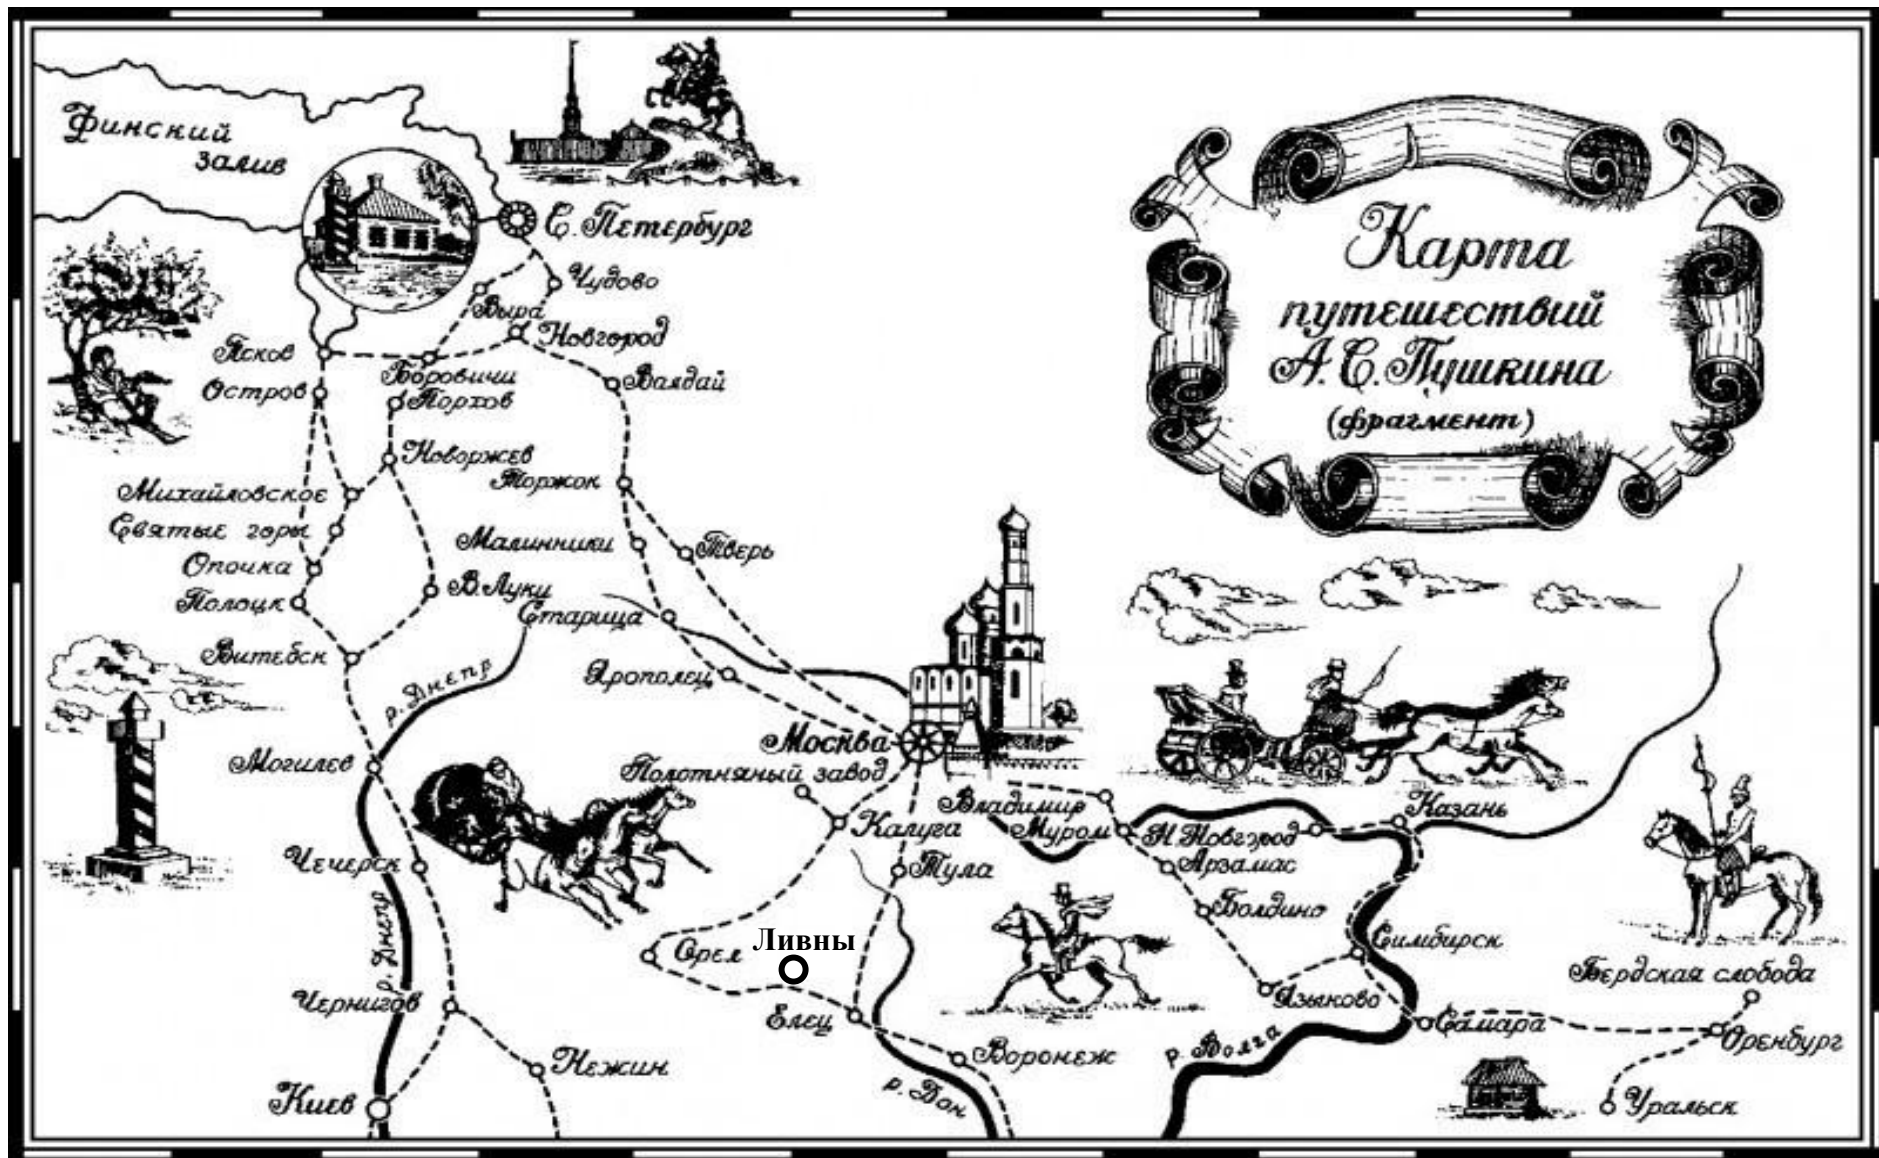 Финский
залив
С. Петербург
Карта
путешествий
А. С. Пушкина
(фрагмент)
Чудово
Выра
Новгород
Псков
Боровичи
Валдай
Остров
Порхов
Новоржев
Торжок
Михайловское
Святые горы
Малинники
Тверь
Опочка
Полоцк
В. Луки
Старица
Витебск
р. Днепр
Ярополец
Москва
Могилев
Полотняный завод
Владимир
Казань
Калуга
Муром
Н. Новгород
Чечерск
Тула
Арзамас
Болдино
р. Днепр
Орел
Ливны
Симбирск
Бердская слобода
Чернигов
Елец
Языково
Самара
Оренбург
Нежин
Воронеж
р. Волга
Киев
р. Дон
Уральск